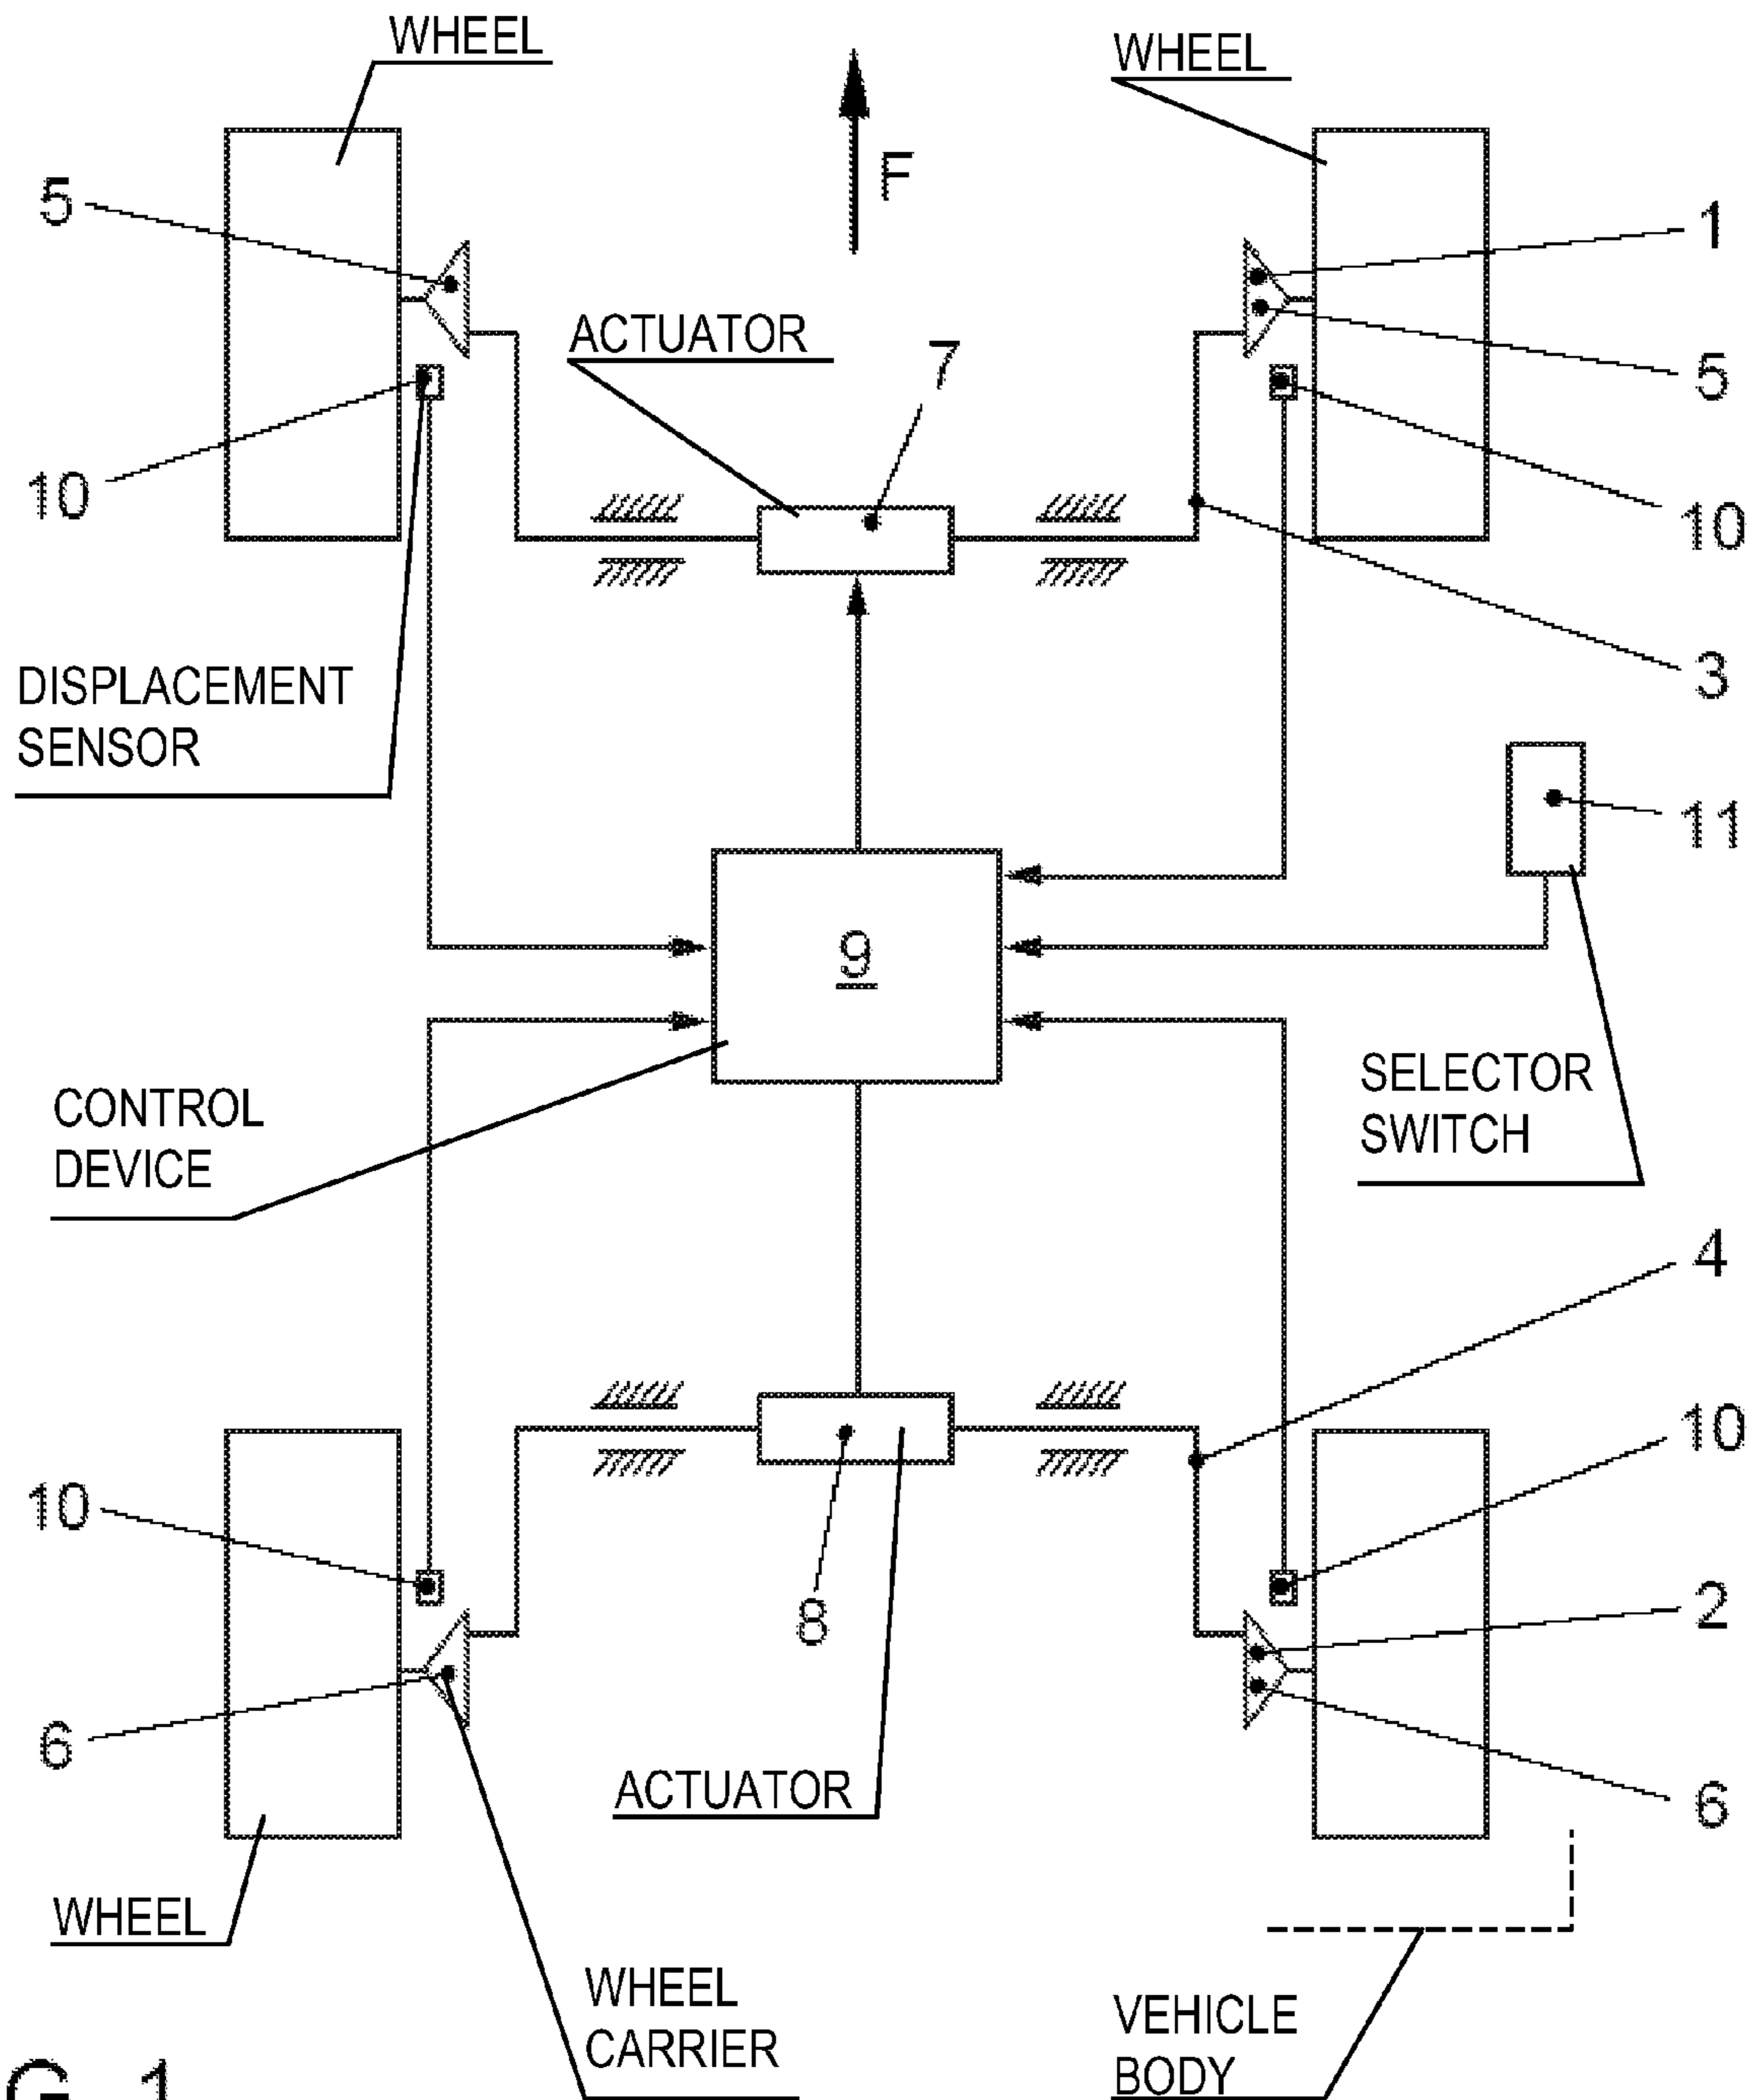 WHEEL
WHEEL
F
5
1
ACTUATOR
7
5
10
10
DISPLACEMENT
SENSOR
3
11
9
CONTROL
DEVICE
SELECTOR
SWITCH
4
10
10
8
2
6
ACTUATOR
6
WHEEL
WHEEL
CARRIER
VEHICLE
BODY
G 1